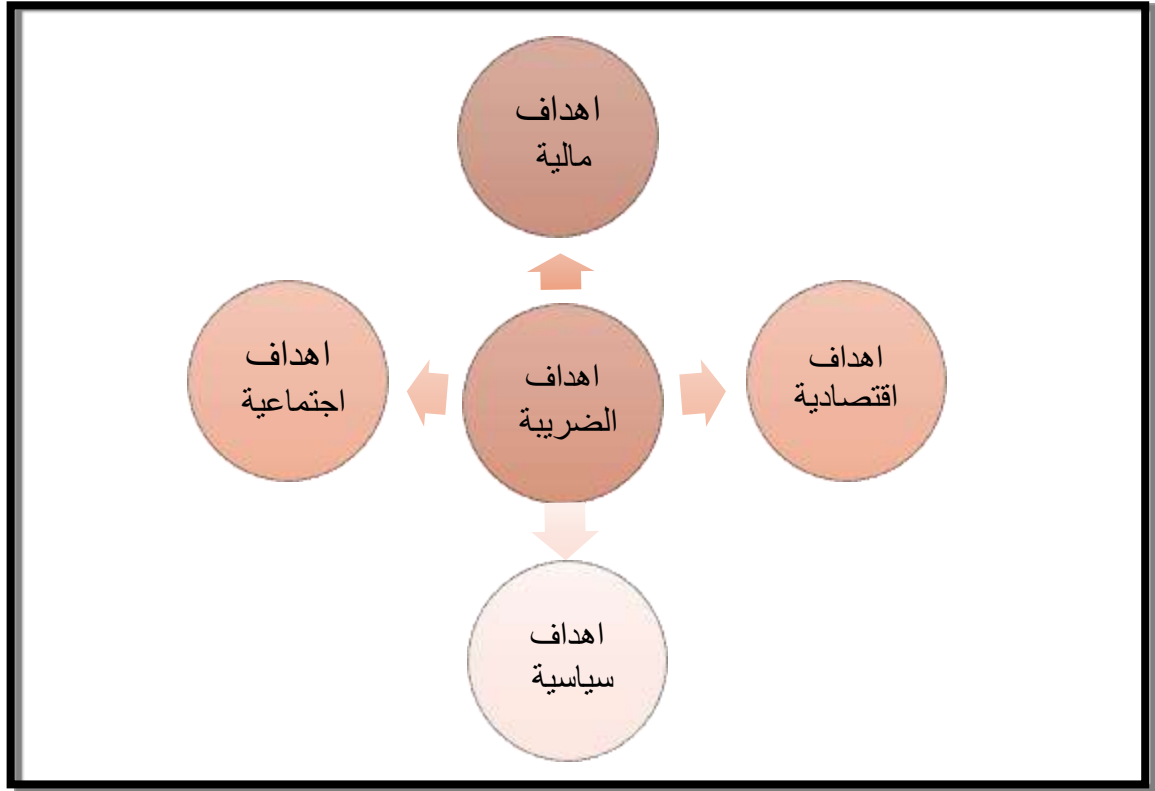 اهداف
مالية
اهداف
اقتصادية
اهداف
الضريبة
اهداف
اجتماعية
اهداف
سياسية